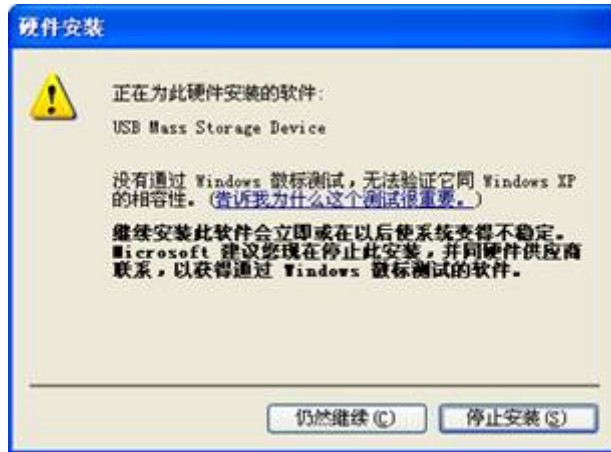 硬件安装
正在为此硬件安装的软件:
USB Mass Storage Device
没有通过 Windows 徽标测试，无法验证它同 Windows XP
的相容性。(告诉我为什么这个测试很重要。)
继续安装此软件会立即或在以后使系统变得不稳定。
Microsoft 建议您现在停止此安装，并同硬件供应商
联系，以获得通过 Windows 徽标测试的软件。
仍然继续(C) 停止安装(S)